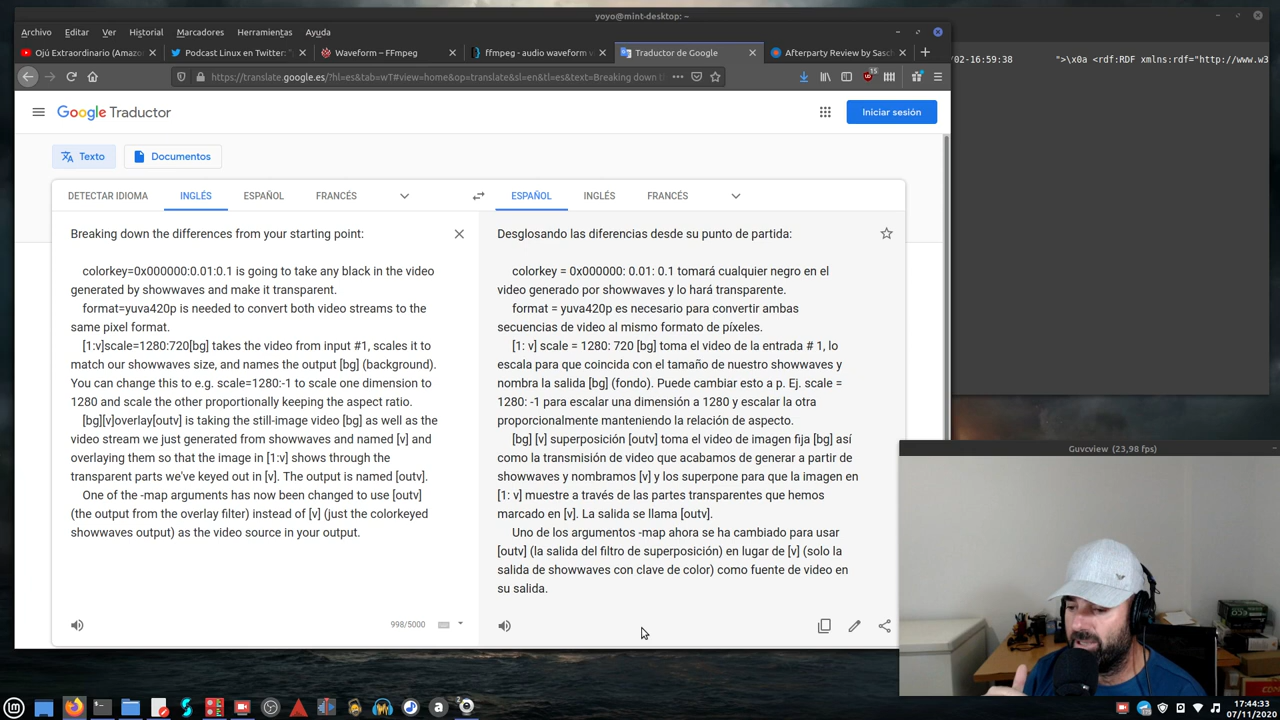 yoyo@mint-desktop: ~
Archivo Editar Ver Historial Marcadores Herramientas Ayuda
Ojú Extraordinario (Amazo
Podcast Linux en Twitter: "
Waveform – FFmpeg
ffmpeg - audio waveform v
Traductor de Google
Afterparty Review by Sasch
https://translate.google.es/?hl=es&tab=wT#view=home&op=translate&sl=en&tl=es&text=Breaking down th
15
02-16:59:38 ">\x0a <rdf:RDF xmlns:rdf="http://www.w3
Google Traductor
Iniciar sesión
Texto
Documentos
DETECTAR IDIOMA INGLÉS ESPAÑOL FRANCÉS
ESPAÑOL INGLÉS FRANCÉS
Breaking down the differences from your starting point:
colorkey=0x000000:0.01:0.1 is going to take any black in the video
generated by showwaves and make it transparent.
format=yuva420p is needed to convert both video streams to the
same pixel format.
[1:v]scale=1280:720[bg] takes the video from input #1, scales it to
match our showwaves size, and names the output [bg] (background).
You can change this to e.g. scale=1280:-1 to scale one dimension to
1280 and scale the other proportionally keeping the aspect ratio.
[bg][v]overlay[outv] is taking the still-image video [bg] as well as the
video stream we just generated from showwaves and named [v] and
overlaying them so that the image in [1:v] shows through the
transparent parts we've keyed out in [v]. The output is named [outv].
One of the -map arguments has now been changed to use [outv]
(the output from the overlay filter) instead of [v] (just the colorkeyed
showwaves output) as the video source in your output.
998/5000
Desglosando las diferencias desde su punto de partida:
colorkey = 0x000000: 0.01: 0.1 tomará cualquier negro en el
video generado por showwaves y lo hará transparente.
format = yuva420p es necesario para convertir ambas
secuencias de video al mismo formato de píxeles.
[1: v] scale = 1280: 720 [bg] toma el video de la entrada # 1, lo
escala para que coincida con el tamaño de nuestro showwaves y
nombra la salida [bg] (fondo). Puede cambiar esto a p. Ej. scale =
1280: -1 para escalar una dimensión a 1280 y escalar la otra
proporcionalmente manteniendo la relación de aspecto.
[bg] [v] superposición [outv] toma el video de imagen fija [bg] así
como la transmisión de video que acabamos de generar a partir de
showwaves y nombramos [v] y los superpone para que la imagen en
[1: v] muestre a través de las partes transparentes que hemos
marcado en [v]. La salida se llama [outv].
Uno de los argumentos -map ahora se ha cambiado para usar
[outv] (la salida del filtro de superposición) en lugar de [v] (solo la
salida de showwaves con clave de color) como fuente de video en
su salida.
Guvcview (23,98 fps)
2
17:44:33
07/11/2020